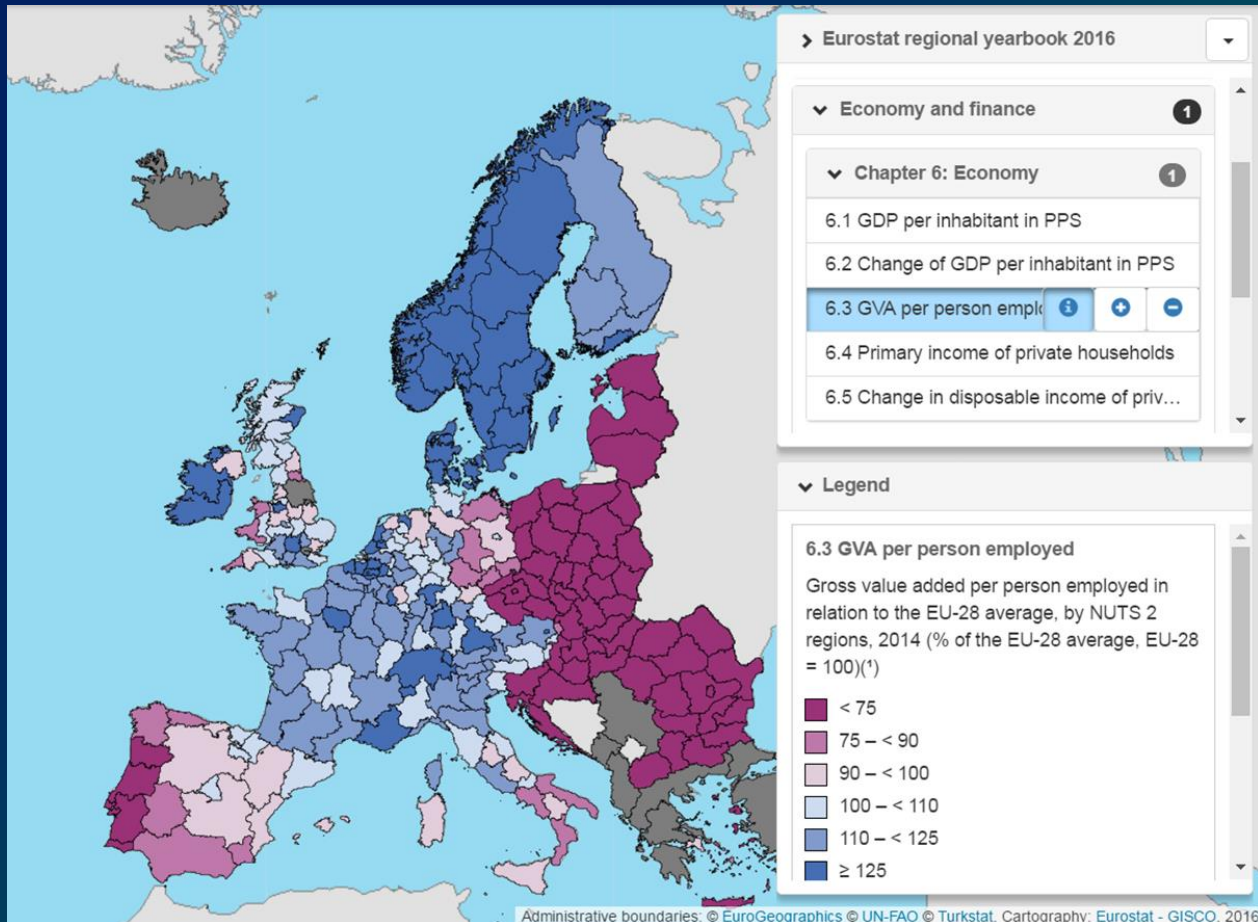 Eurostat regional yearbook 2016
Economy and finance 1
Chapter 6: Economy 1
6.1 GDP per inhabitant in PPS
6.2 Change of GDP per inhabitant in PPS
6.3 GVA per person emplo
6.4 Primary income of private households
6.5 Change in disposable income of priv...
Legend
6.3 GVA per person employed
Gross value added per person employed in
relation to the EU-28 average, by NUTS 2
regions, 2014 (% of the EU-28 average, EU-28
= 100)(¹)
< 75
75 – < 90
90 – < 100
100 – < 110
110 – < 125
≥ 125
Administrative boundaries: © EuroGeographics © UN-FAO © Turkstat, Cartography: Eurostat - GISCO, 2016